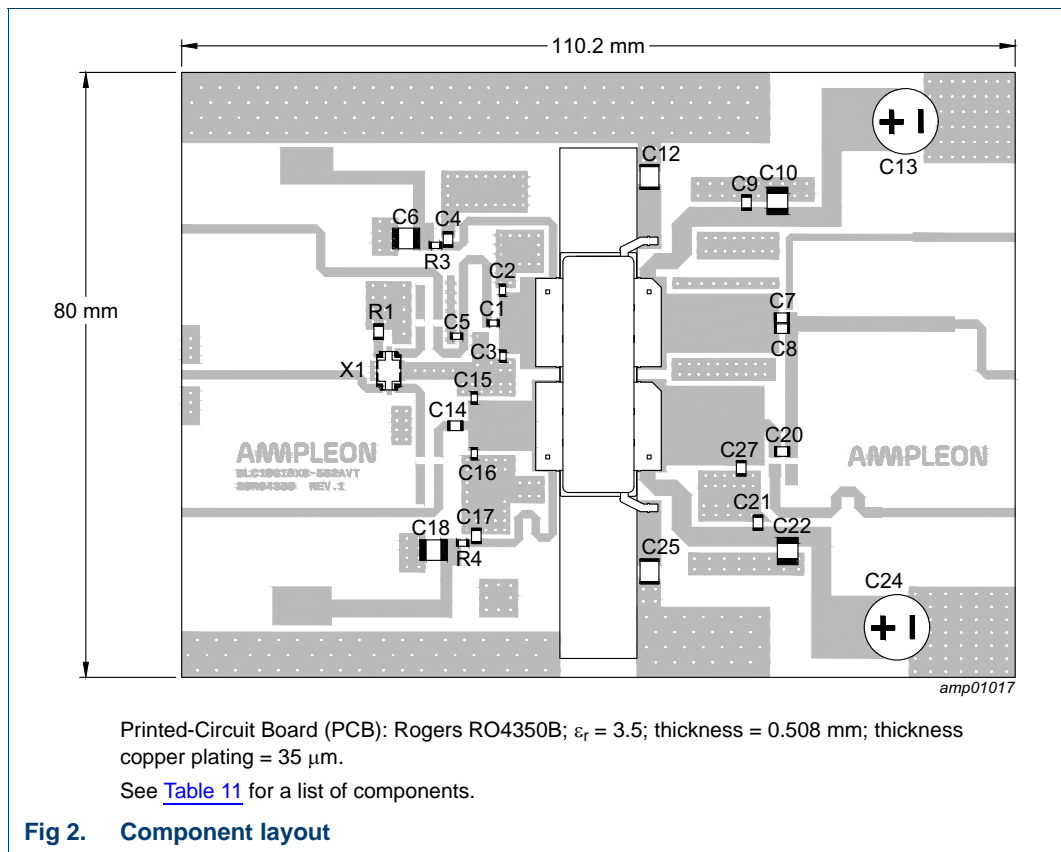 110.2 mm
80 mm
C12
C13
C9
C10
C6
C4
R3
C2
C1
C5
C3
R1
X1
C7
C8
C15
C14
C16
C20
C27
AMPLEON
AMPLEON
REV.1
C21
C22
C17
C18
R4
C25
C24
+ −
+ −
amp01017
Printed-Circuit Board (PCB): Rogers RO4350B; εr = 3.5; thickness = 0.508 mm; thickness
copper plating = 35 μm.
See Table 11 for a list of components.
Fig 2. Component layout